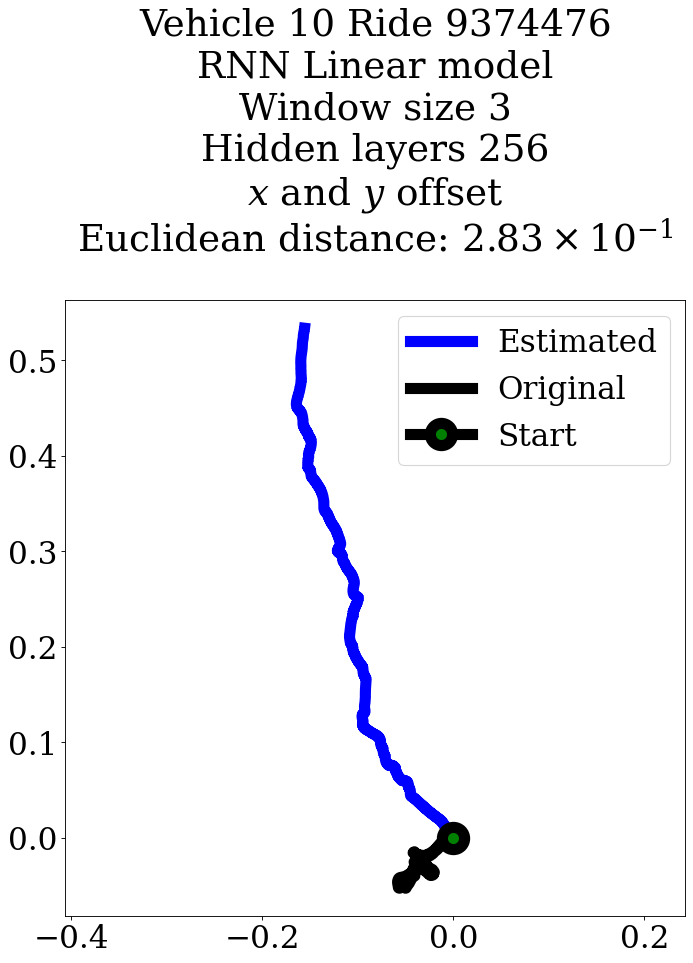 Vehicle 10 Ride 9374476
RNN Linear model
Window size 3
Hidden layers 256
x and y offset
Euclidean distance: 2.83 × 10⁻¹
Estimated
Original
Start
0.5
0.4
0.3
0.2
0.1
0.0
−0.4 −0.2 0.0 0.2